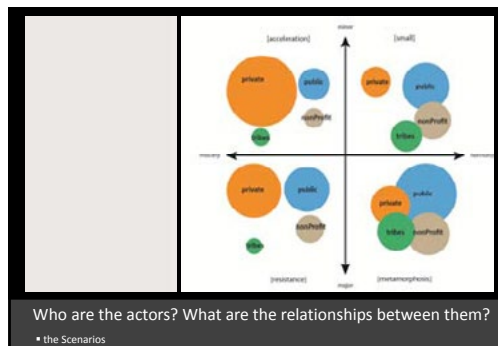 minor
[acceleration]
[small]
private
public
nonProfit
tribes
private
public
nonProfit
tribes
private
public
nonProfit
tribes
public
private
tribes
nonProfit
[resistance]
[metamorphosis]
major
Who are the actors? What are the relationships between them?
▪ the Scenarios